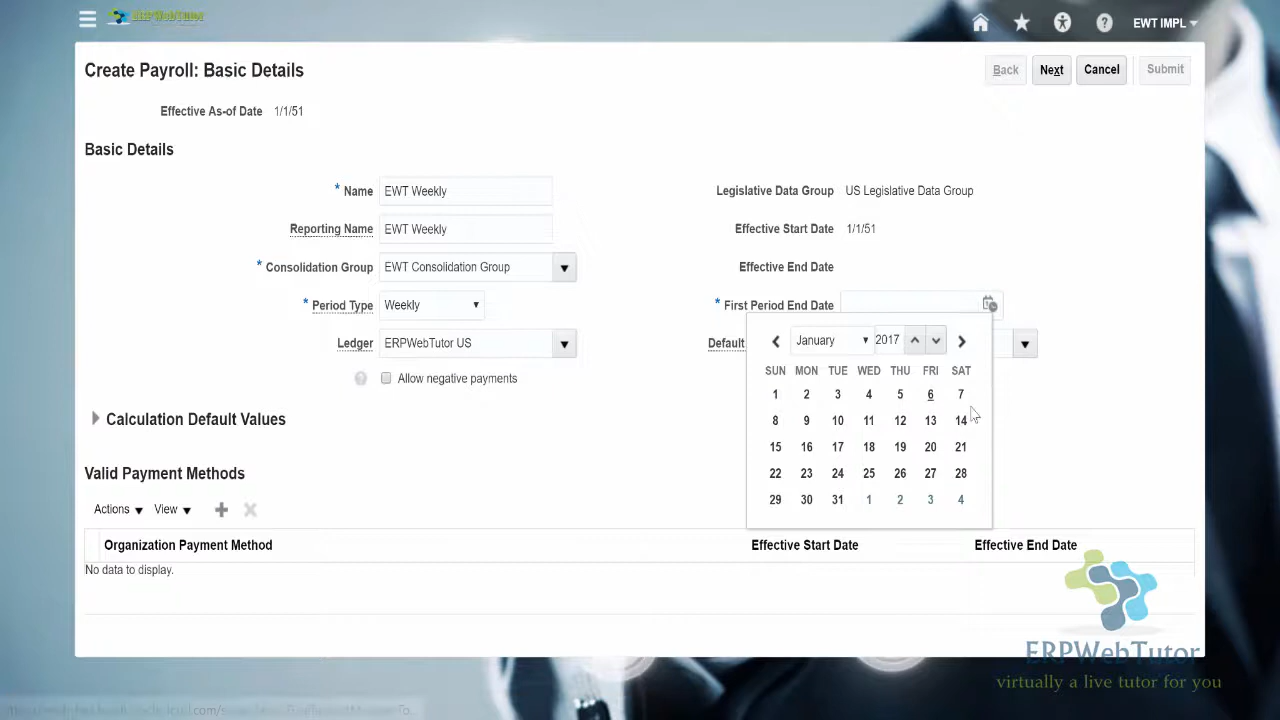 ERPWebTutor
EWT IMPL
Create Payroll: Basic Details
Back
Next
Cancel
Submit
Effective As-of Date 1/1/51
Basic Details
* Name EWT Weekly
Legislative Data Group US Legislative Data Group
Reporting Name EWT Weekly
Effective Start Date 1/1/51
* Consolidation Group EWT Consolidation Group
Effective End Date
* Period Type Weekly
* First Period End Date
Ledger ERPWebTutor US
Default
January 2017
SUN MON TUE WED THU FRI SAT
1 2 3 4 5 6 7
8 9 10 11 12 13 14
15 16 17 18 19 20 21
22 23 24 25 26 27 28
29 30 31 1 2 3 4
Allow negative payments
Calculation Default Values
Valid Payment Methods
Actions View
Organization Payment Method Effective Start Date Effective End Date
No data to display.
ERPWebTutor
virtually a live tutor for you